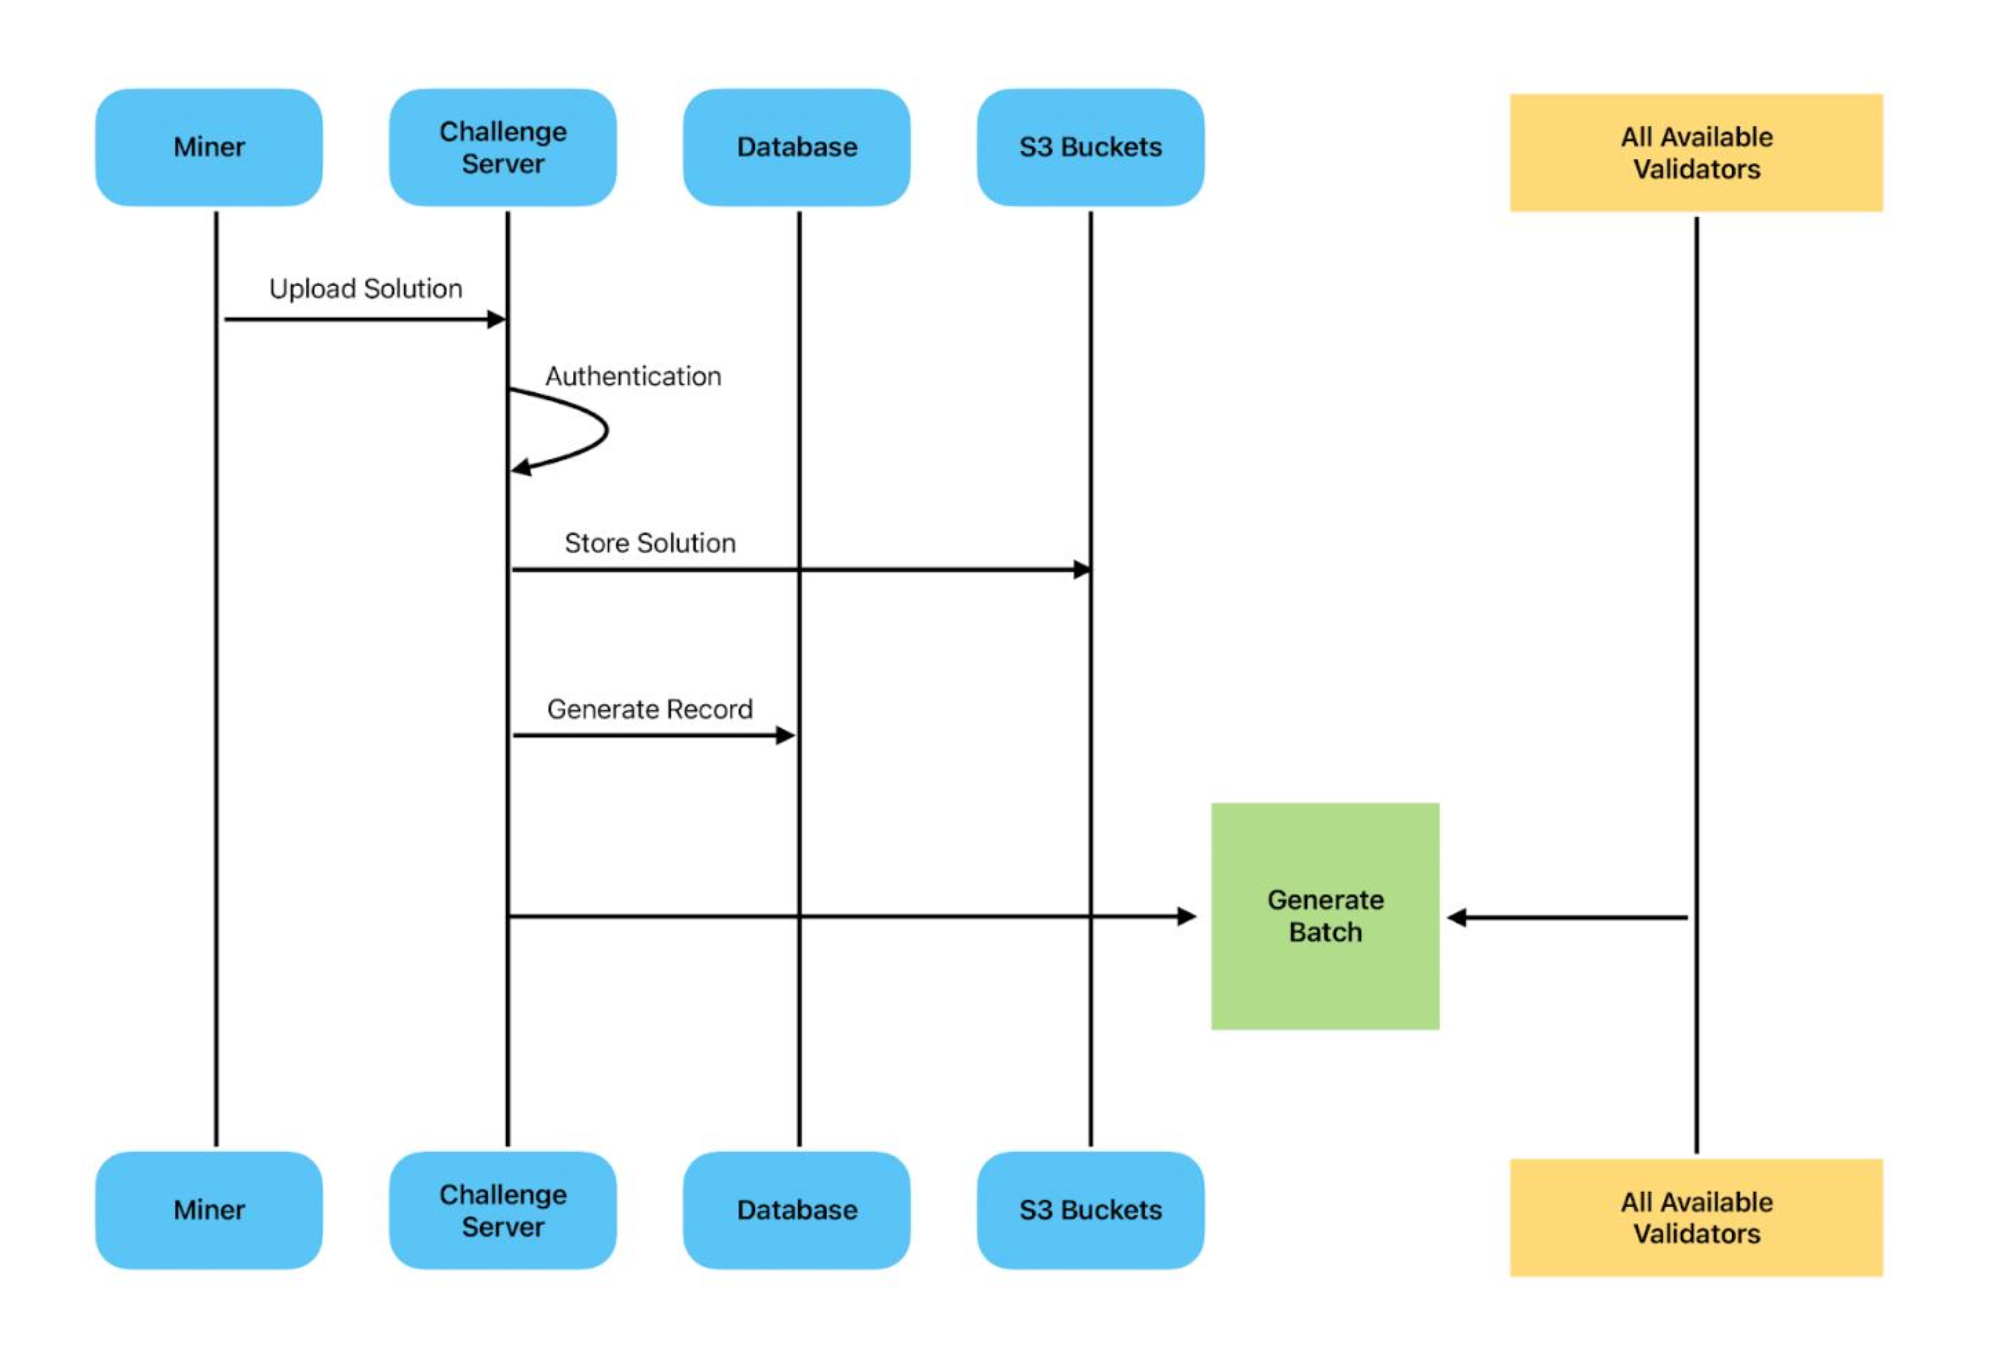 Miner
Challenge
Server
Database
S3 Buckets
All Available
Validators
Upload Solution
Authentication
Store Solution
Generate Record
Generate
Batch
Miner
Challenge
Server
Database
S3 Buckets
All Available
Validators